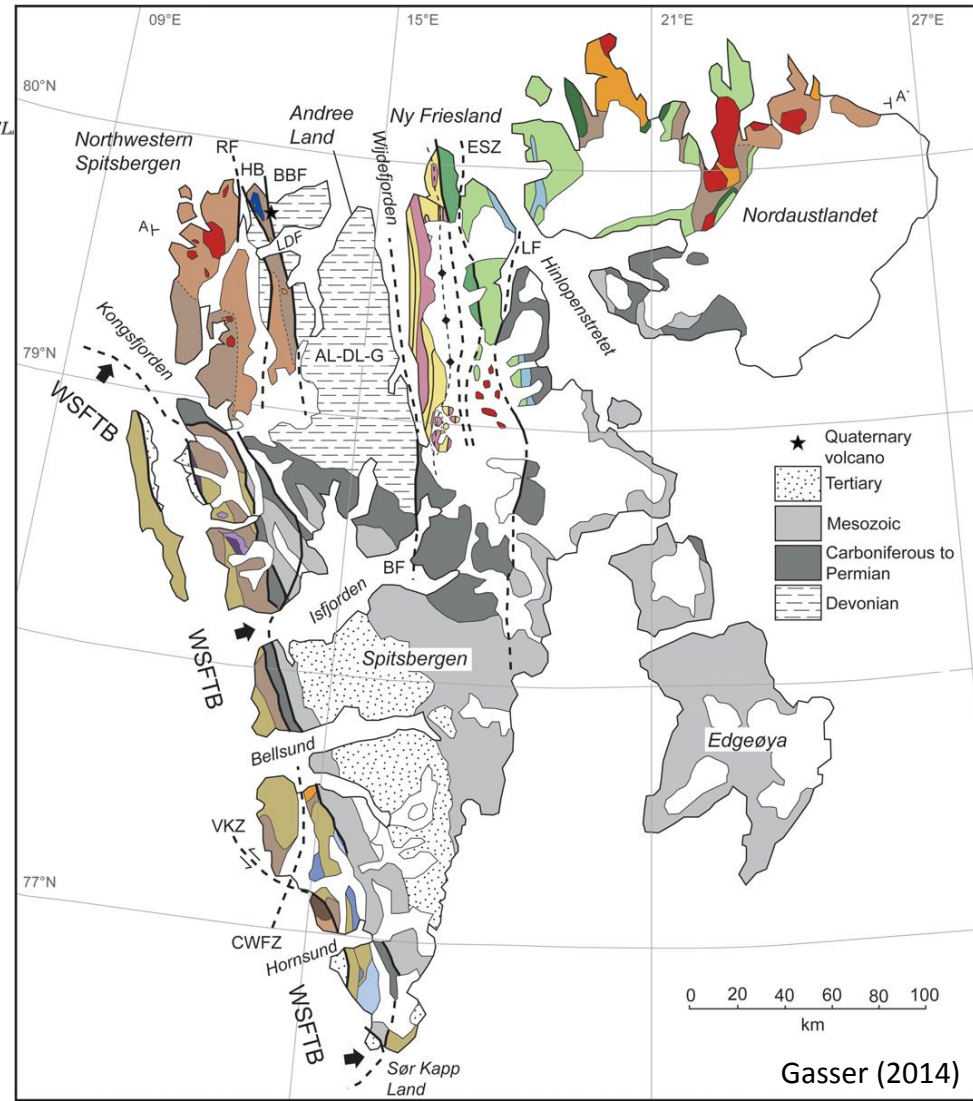 09°E
15°E
21°E
27°E
80°N
Andree
Land
Ny Friesland
A`
Northwestern
Spitsbergen
RF
HB
BBF
Wijdefjorden
ESZ
Nordaustlandet
A
LDF
LF
Hinlopenstretet
Kongsfjorden
79°N
AL-DL-G
WSFTB
Quaternary
volcano
Tertiary
Mesozoic
Carboniferous to
Permian
Devonian
BF
Isfjorden
WSFTB
Spitsbergen
Edgeøya
Bellsund
VKZ
77°N
CWFZ
Hornsund
WSFTB
0 20 40 60 80 100
km
Sør Kapp
Land
Gasser (2014)